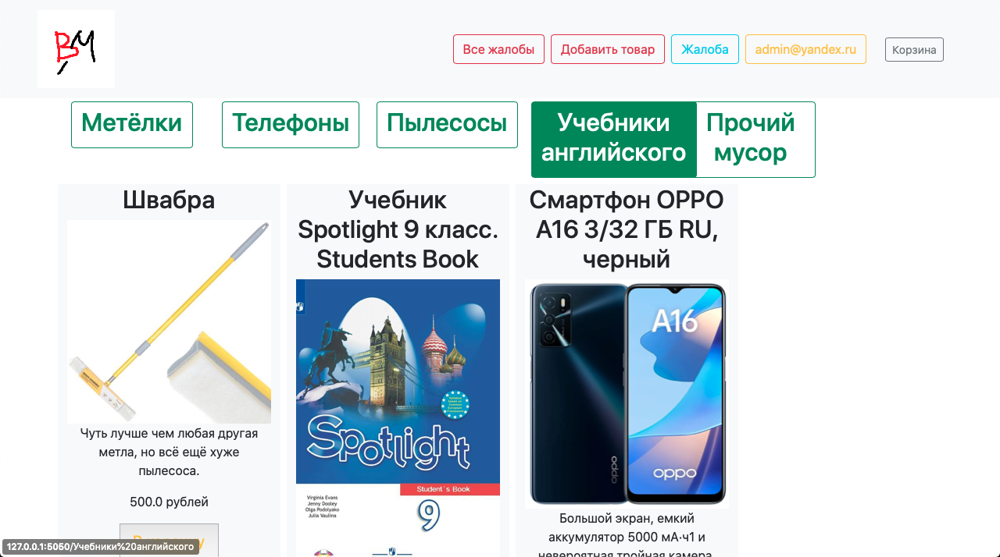 ВМ
Все жалобы
Добавить товар
Жалоба
admin@yandex.ru
Корзина
Метёлки
Телефоны
Пылесосы
Учебники
английского
Прочий
мусор
Швабра
Чуть лучше чем любая другая
метла, но всё ещё хуже
пылесоса.
500.0 рублей
Учебник
Spotlight 9 класс.
Students Book
Spotlight
Student´s Book
Virginia Evans
Jenny Dooley
Olga Podolyako
Julia Vaulina
9
Смартфон OPPO
A16 3/32 ГБ RU,
черный
A16
oppo
oppo
Большой экран, емкий
аккумулятор 5000 мА·ч1 и
невероятная тройная камера
127.0.0.1:5050/Учебники%20английского